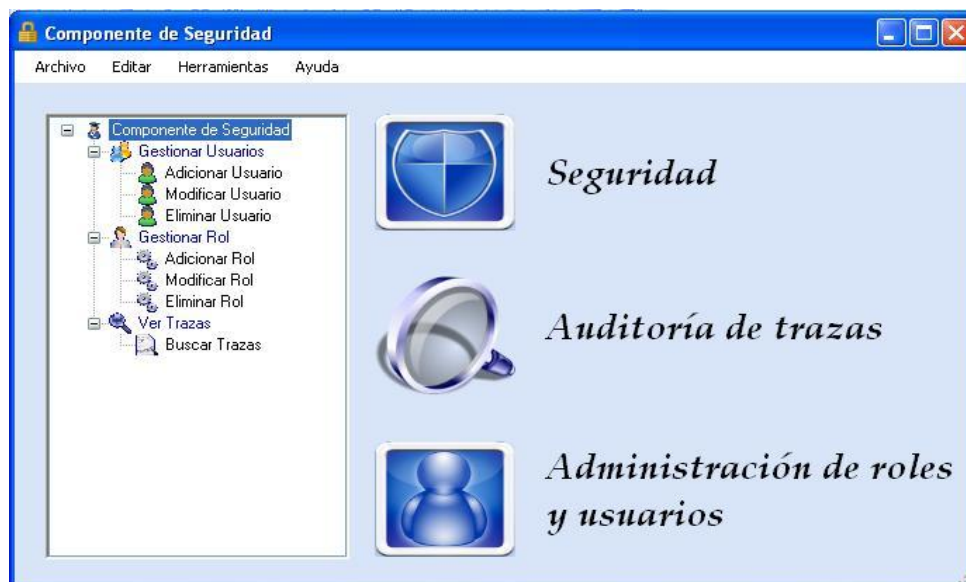 Componente de Seguridad
Archivo Editar Herramientas Ayuda
Componente de Seguridad
Gestionar Usuarios
Adicionar Usuario
Modificar Usuario
Eliminar Usuario
Gestionar Rol
Adicionar Rol
Modificar Rol
Eliminar Rol
Ver Trazas
Buscar Trazas
Seguridad
Auditoría de trazas
Administración de roles
y usuarios